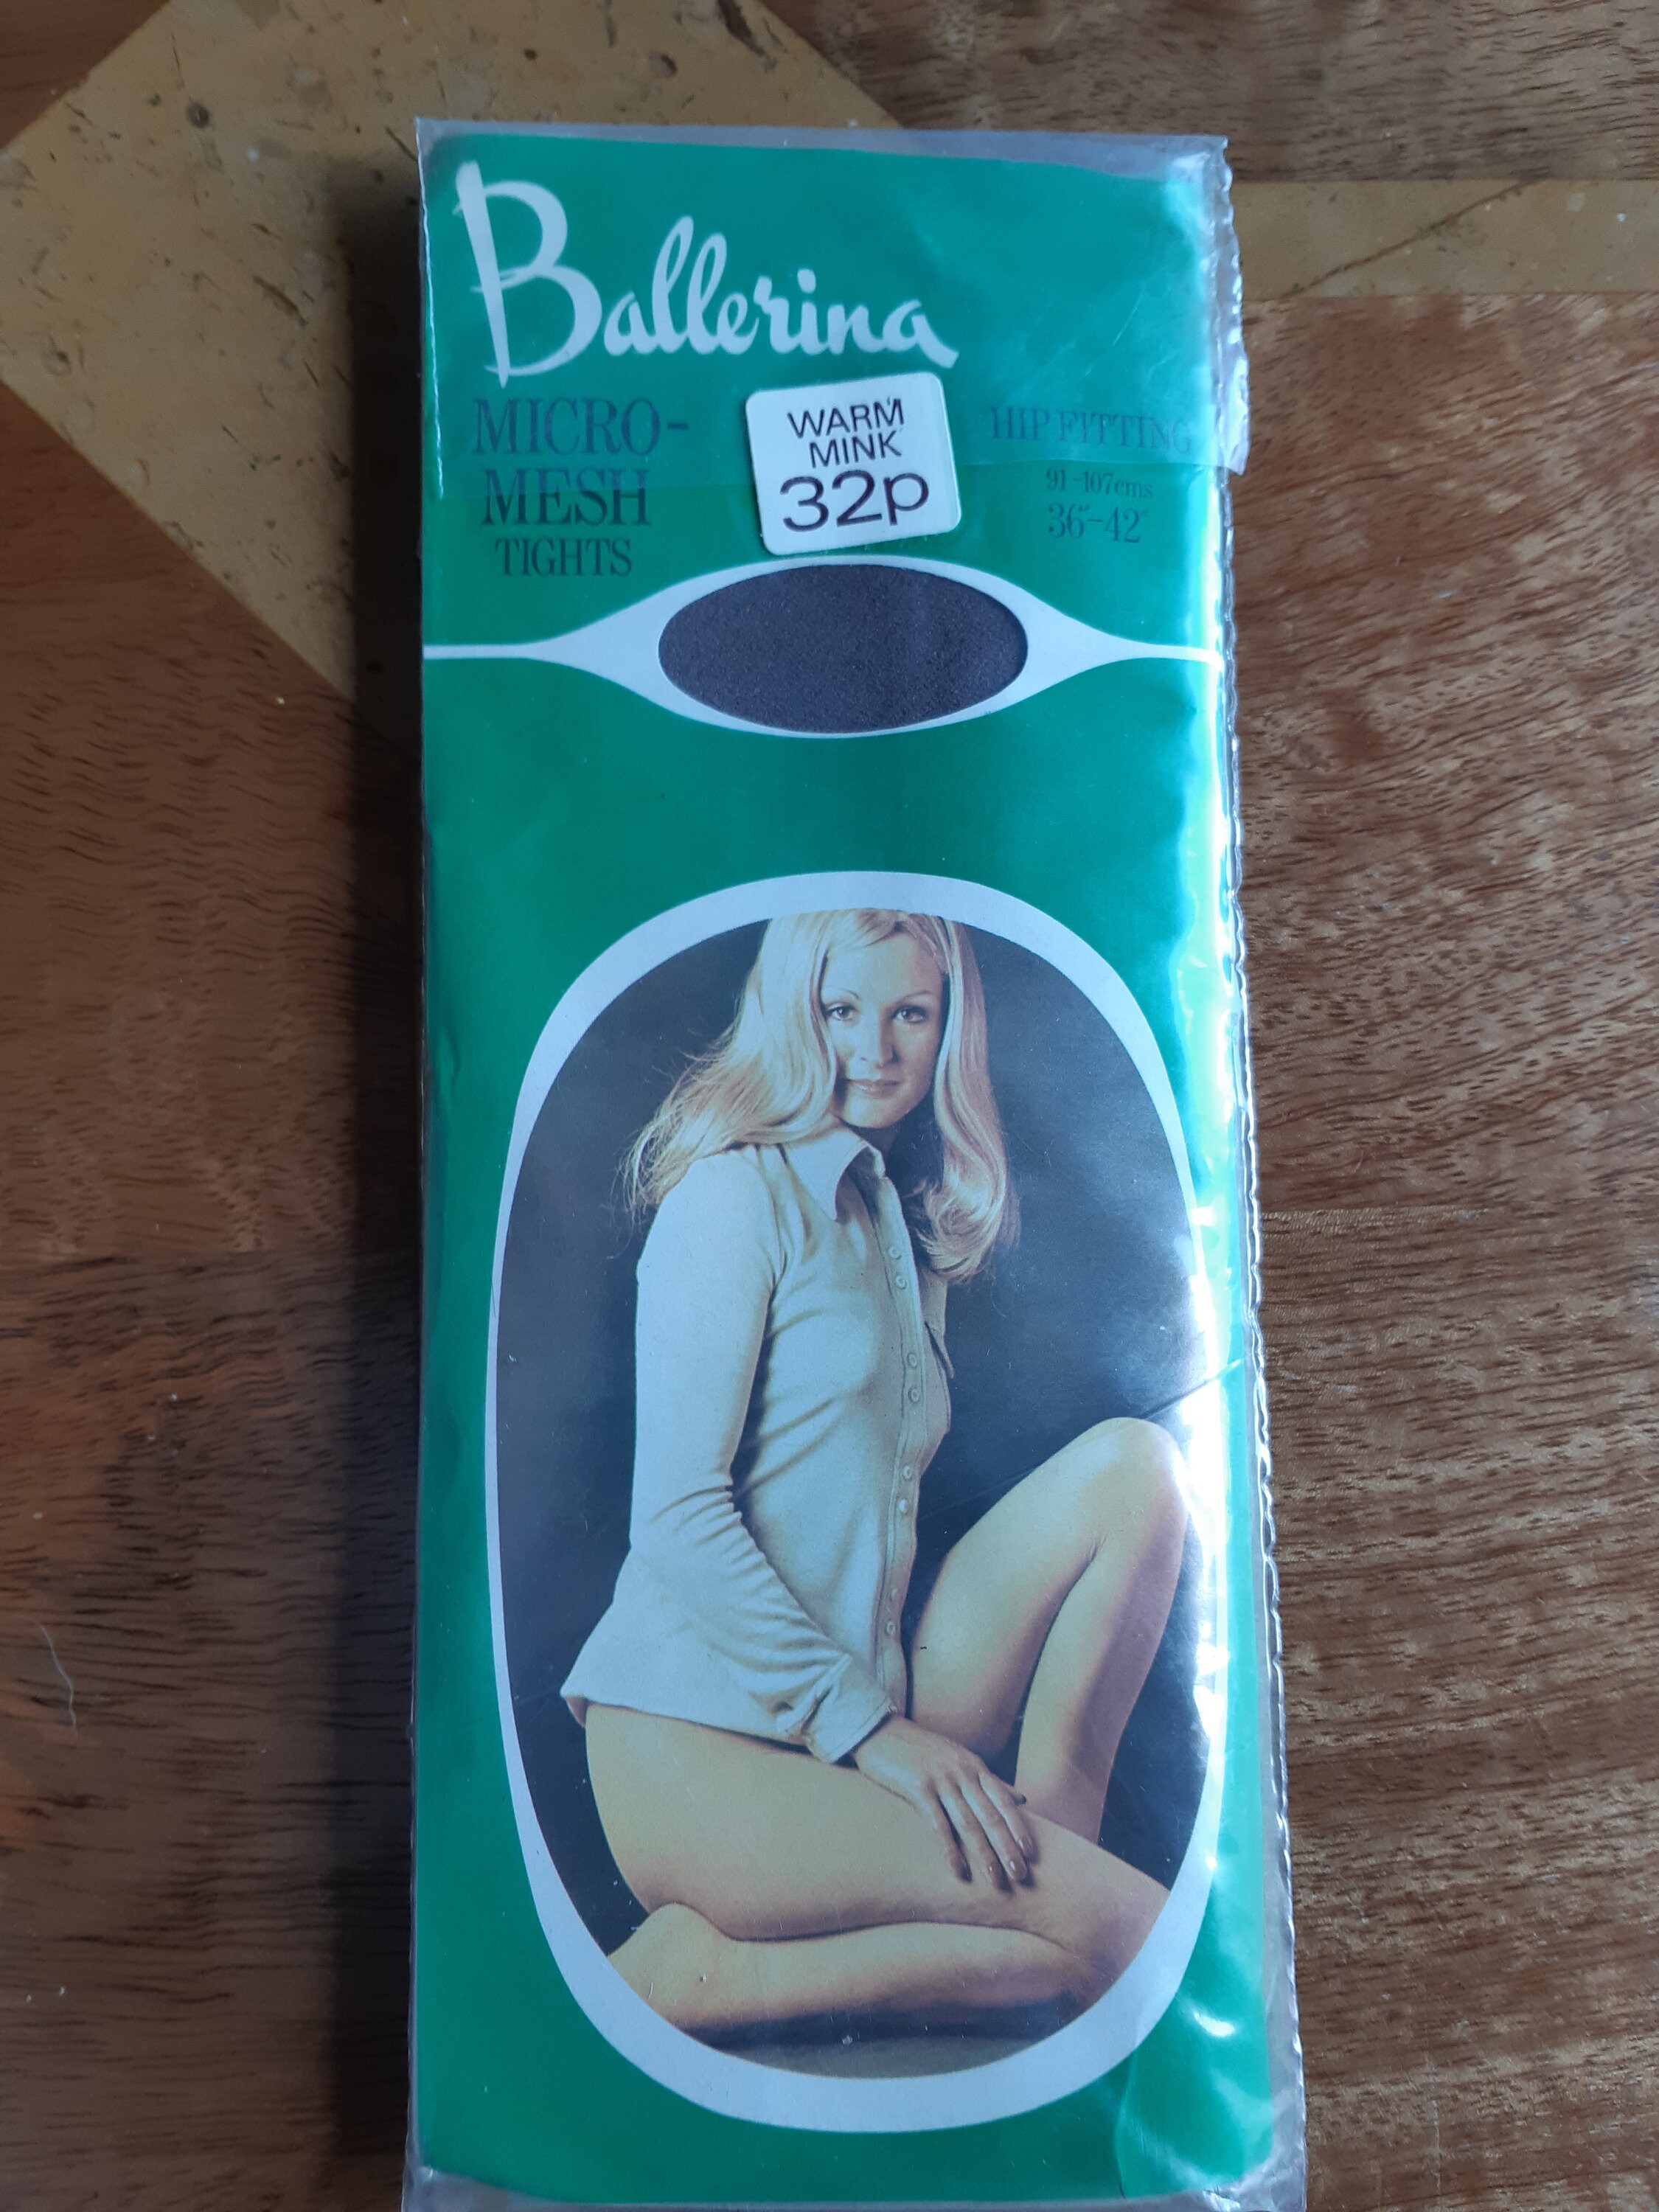 Ballerina
MICRO-
MESH
TIGHTS
WARM
MINK
32p
HIP FITTING
91-107cms
36"-42"